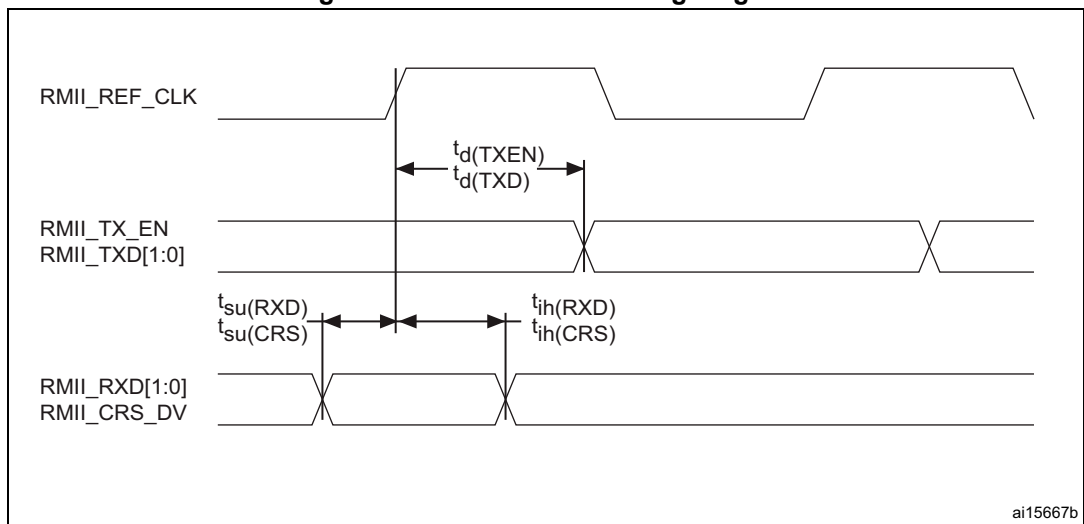 RMII_REF_CLK
td(TXEN)
td(TXD)
RMII_TX_EN
RMII_TXD[1:0]
tsu(RXD)
tsu(CRS)
tih(RXD)
tih(CRS)
RMII_RXD[1:0]
RMII_CRS_DV
ai15667b